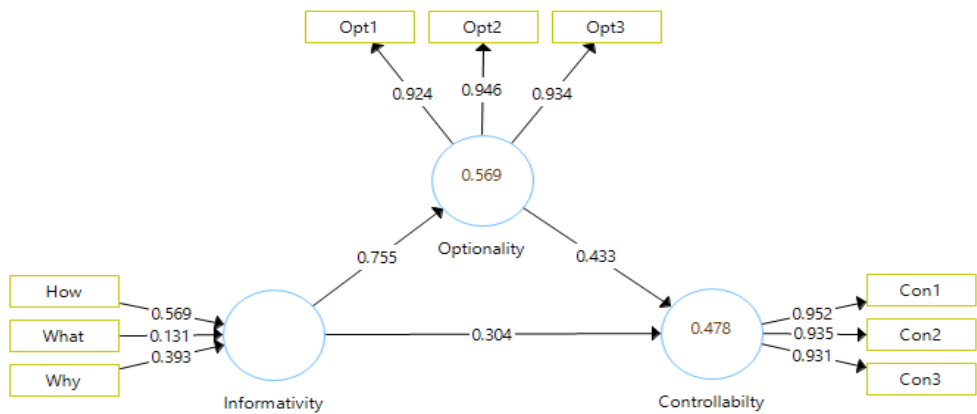 Opt1 Opt2 Opt3
0.924 0.946 0.934
0.569
Optionality
0.755 0.433
How
What
Why
0.569
0.131
0.393
Informativity
0.304
0.478
Controllabilty
0.952
0.935
0.931
Con1
Con2
Con3